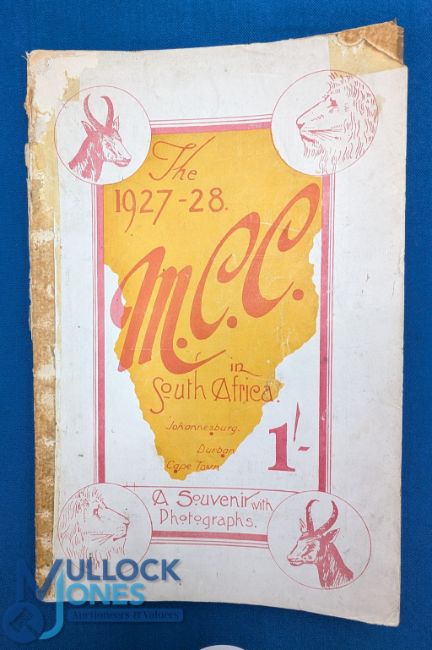 The
1927-28.
M.C.C.
in
South Africa.
Johannesburg.
Durban
Cape Town
1/-
A Souvenir with
Photographs.
MULLOCK
JONES
Auctioneers & Valuers